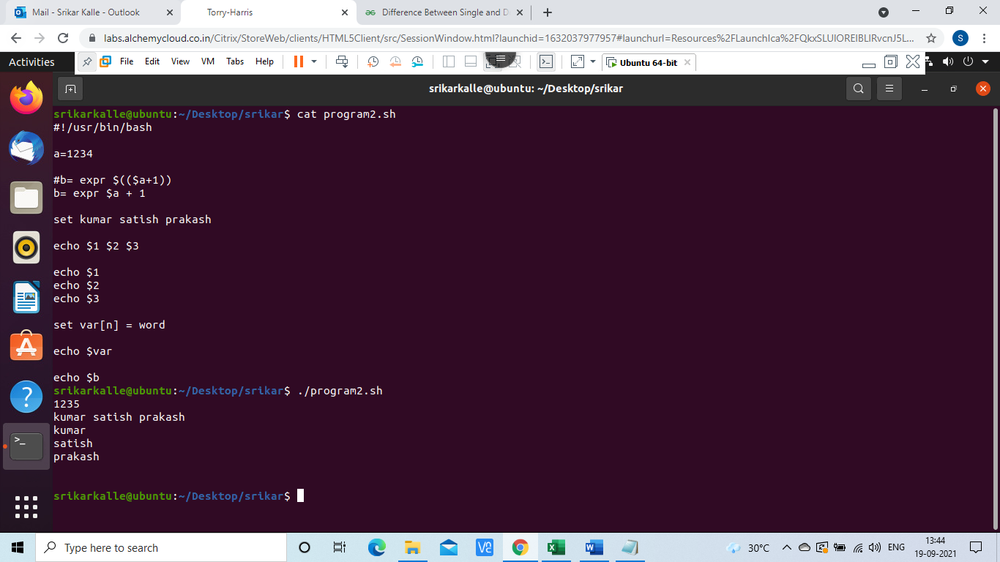 Mail - Srikar Kalle - Outlook
Torry-Harris
Difference Between Single and D
labs.alchemycloud.co.in/Citrix/StoreWeb/clients/HTML5Client/src/SessionWindow.html?launchid=1632037977957#launchurl=Resources%2FLaunchIca%2FQkxSLUlOREIBLlRvcnJ5L...
S
Activities
File Edit View VM Tabs Help
Ubuntu 64-bit
srikarkalle@ubuntu: ~/Desktop/srikar
srikarkalle@ubuntu:~/Desktop/srikar$ cat program2.sh
#!/usr/bin/bash
a=1234
#b= expr $(($a+1))
b= expr $a + 1
set kumar satish prakash
echo $1 $2 $3
echo $1
echo $2
echo $3
set var[n] = word
echo $var
echo $b
srikarkalle@ubuntu:~/Desktop/srikar$ ./program2.sh
1235
kumar satish prakash
kumar
satish
prakash
srikarkalle@ubuntu:~/Desktop/srikar$
Type here to search
30°C
ENG
13:44
19-09-2021